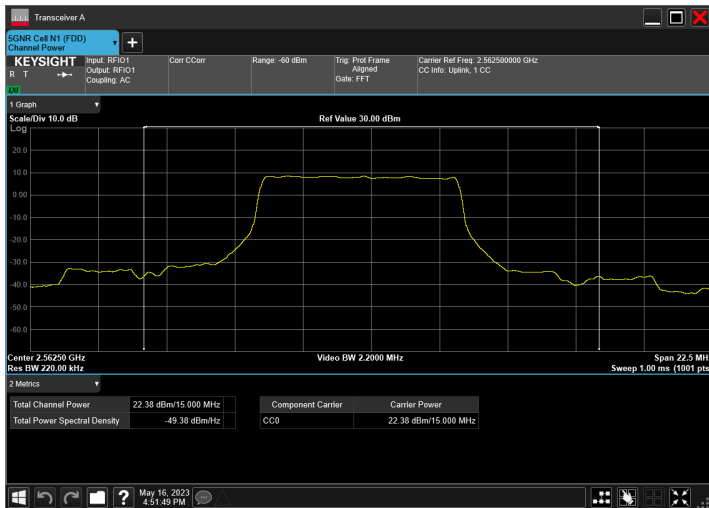 Transceiver A
5GNR Cell N1 (FDD)
Channel Power
KEYSIGHT
R T
LXI
Input: RFIO1
Output: RFIO1
Coupling: AC
Corr CCorr
Range: -60 dBm
Trig: Prot Frame
Aligned
Gate: FFT
Carrier Ref Freq: 2.562500000 GHz
CC Info: Uplink, 1 CC
1 Graph
Scale/Div 10.0 dB
Ref Value 30.00 dBm
Log
20.0
10.0
0.00
-10.0
-20.0
-30.0
-40.0
-50.0
-60.0
Center 2.56250 GHz
Video BW 2.2000 MHz
Span 22.5 MH
Res BW 220.00 kHz
Sweep 1.00 ms (1001 pts
2 Metrics
Total Channel Power 22.38 dBm/15.000 MHz
Total Power Spectral Density -49.38 dBm/Hz
Component Carrier Carrier Power
CC0 22.38 dBm/15.000 MHz
May 16, 2023
4:51:49 PM